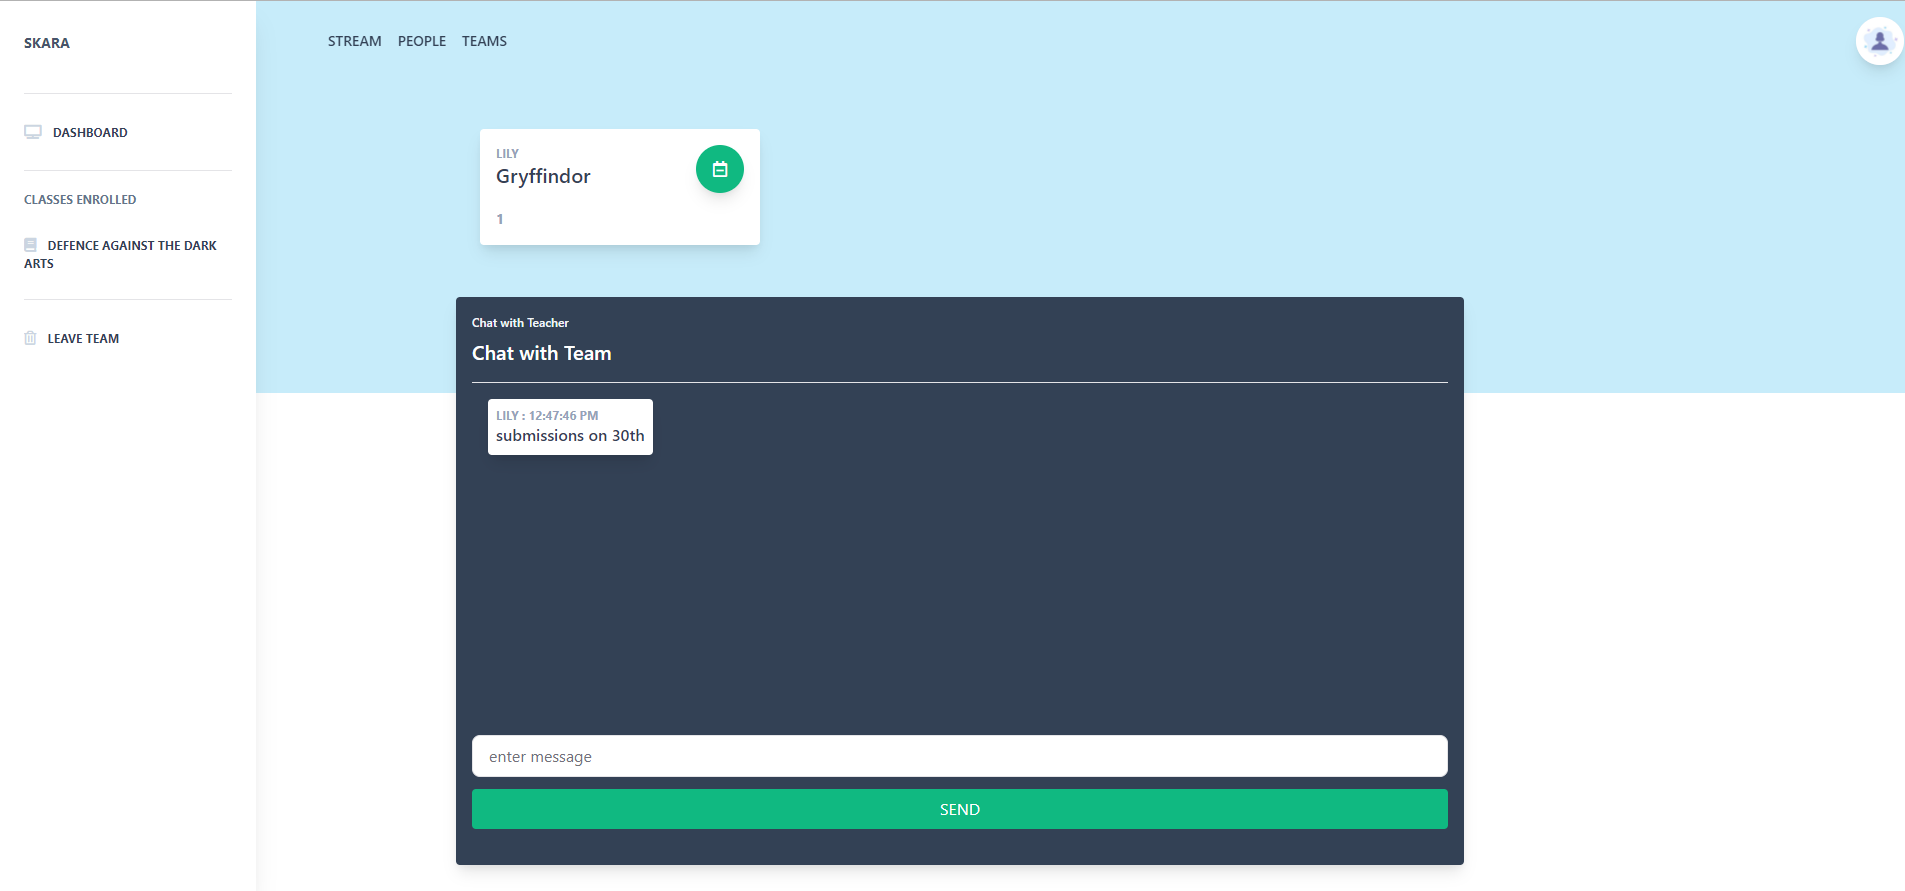 SKARA
DASHBOARD
CLASSES ENROLLED
DEFENCE AGAINST THE DARK
ARTS
LEAVE TEAM
STREAM PEOPLE TEAMS
LILY
Gryffindor
1
Chat with Teacher
Chat with Team
LILY : 12:47:46 PM
submissions on 30th
enter message
SEND